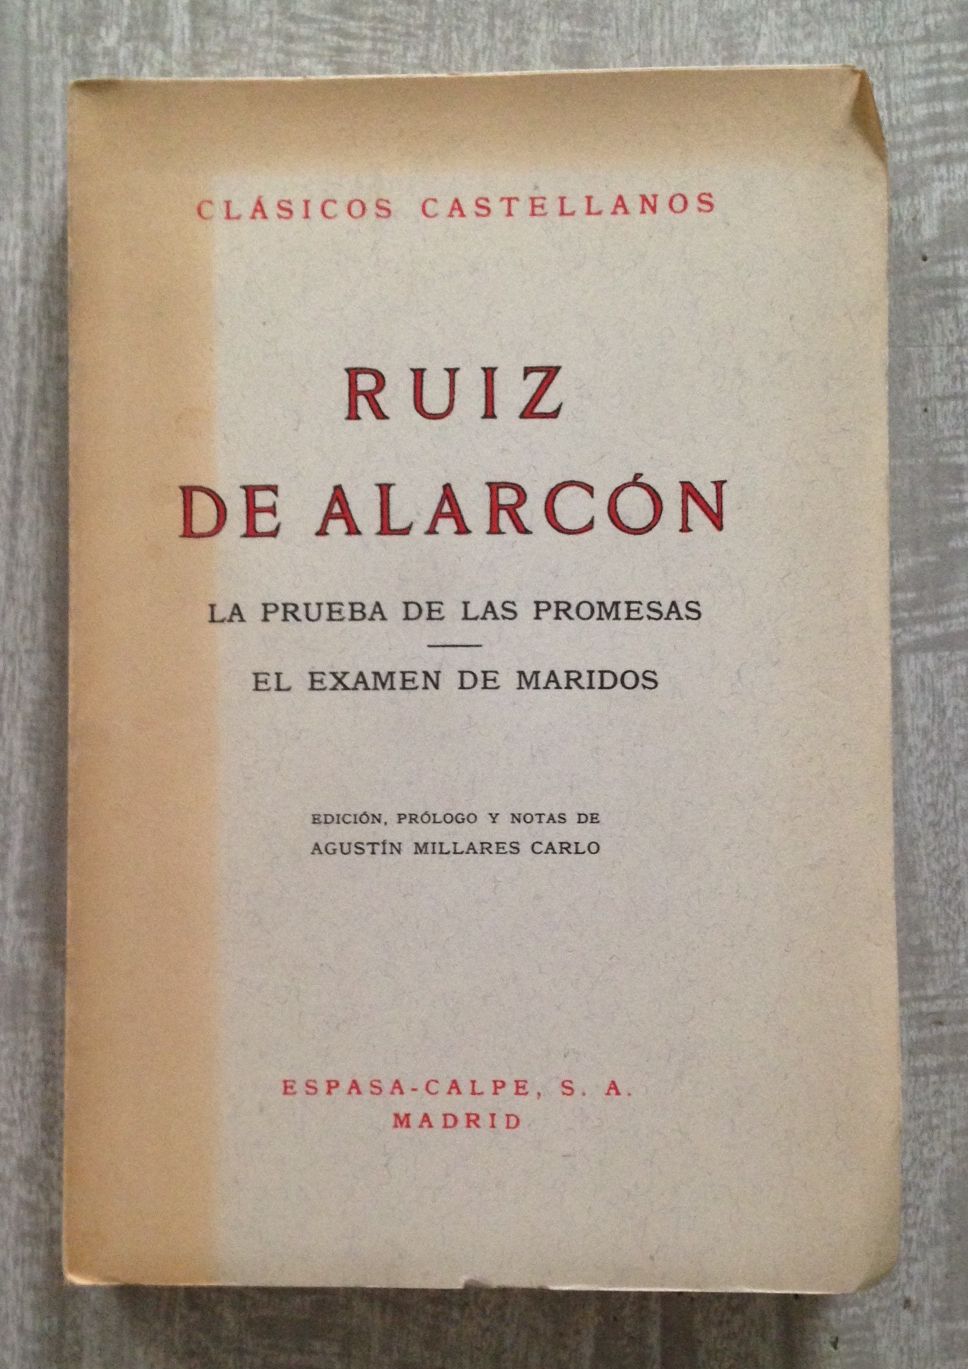 CLÁSICOS CASTELLANOS
RUIZ
DE ALARCÓN
LA PRUEBA DE LAS PROMESAS
EL EXAMEN DE MARIDOS
EDICIÓN, PRÓLOGO Y NOTAS DE
AGUSTÍN MILLARES CARLO
ESPASA-CALPE, S. A.
MADRID